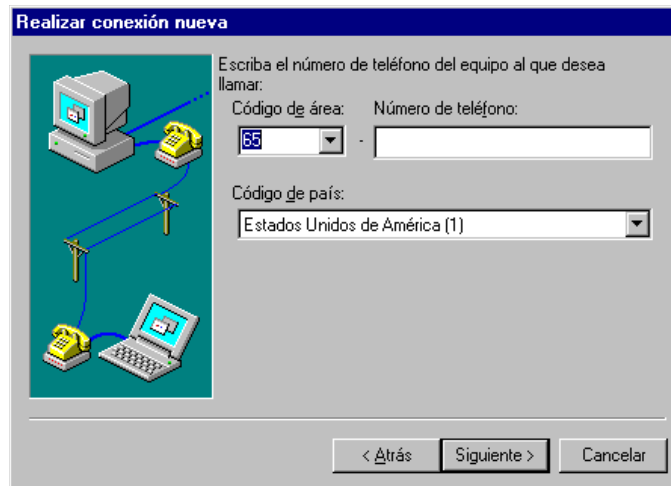 Realizar conexión nueva
Escriba el número de teléfono del equipo al que desea
llamar:
Código de área: Número de teléfono:
65 -
Código de país:
Estados Unidos de América (1)
< Atrás Siguiente > Cancelar